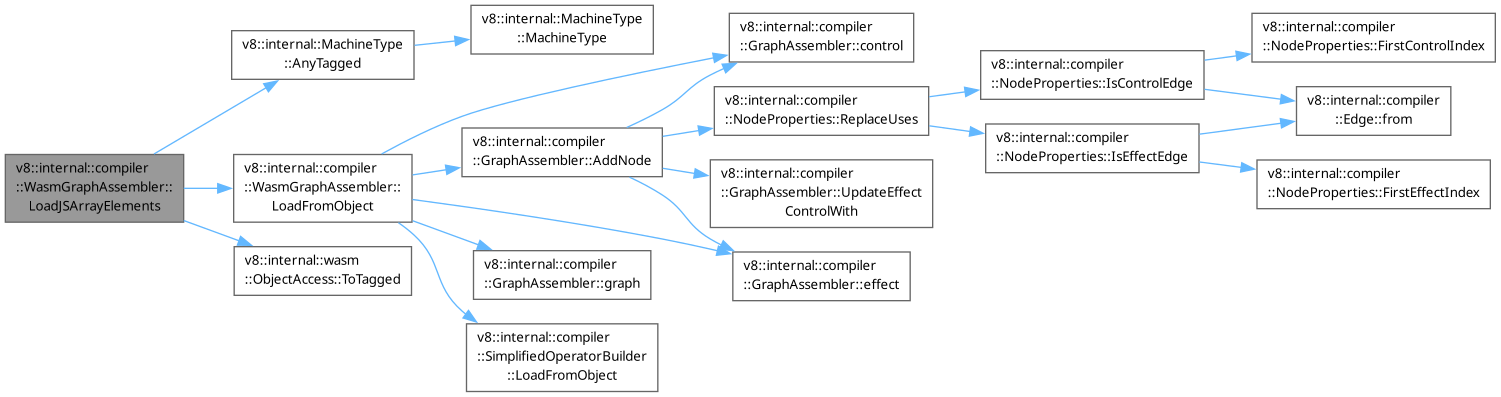 v8::internal::compiler
::WasmGraphAssembler::
LoadJSArrayElements
v8::internal::MachineType
::AnyTagged
v8::internal::MachineType
::MachineType
v8::internal::compiler
::WasmGraphAssembler::
LoadFromObject
v8::internal::wasm
::ObjectAccess::ToTagged
v8::internal::compiler
::GraphAssembler::AddNode
v8::internal::compiler
::GraphAssembler::graph
v8::internal::compiler
::SimplifiedOperatorBuilder
::LoadFromObject
v8::internal::compiler
::GraphAssembler::control
v8::internal::compiler
::NodeProperties::ReplaceUses
v8::internal::compiler
::GraphAssembler::UpdateEffect
ControlWith
v8::internal::compiler
::GraphAssembler::effect
v8::internal::compiler
::NodeProperties::IsControlEdge
v8::internal::compiler
::NodeProperties::IsEffectEdge
v8::internal::compiler
::NodeProperties::FirstControlIndex
v8::internal::compiler
::Edge::from
v8::internal::compiler
::NodeProperties::FirstEffectIndex